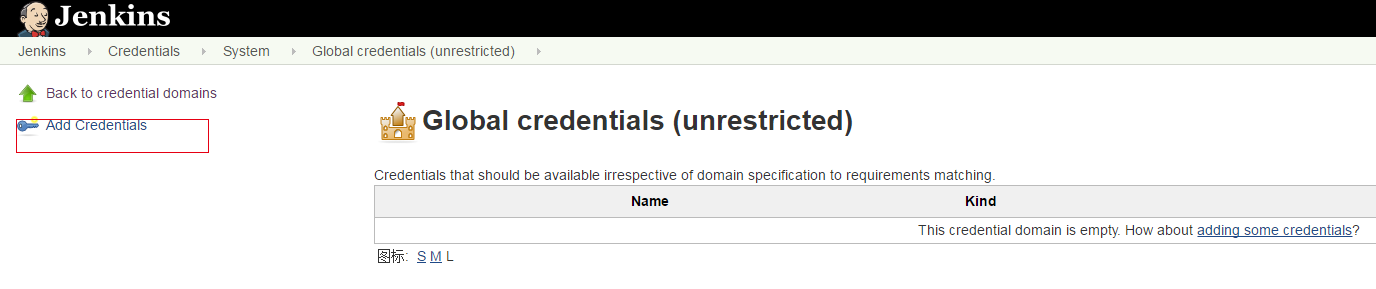 Jenkins
Jenkins Credentials System Global credentials (unrestricted)
Back to credential domains
Add Credentials
Global credentials (unrestricted)
Credentials that should be available irrespective of domain specification to requirements matching.
Name Kind
This credential domain is empty. How about adding some credentials?
图标: S M L